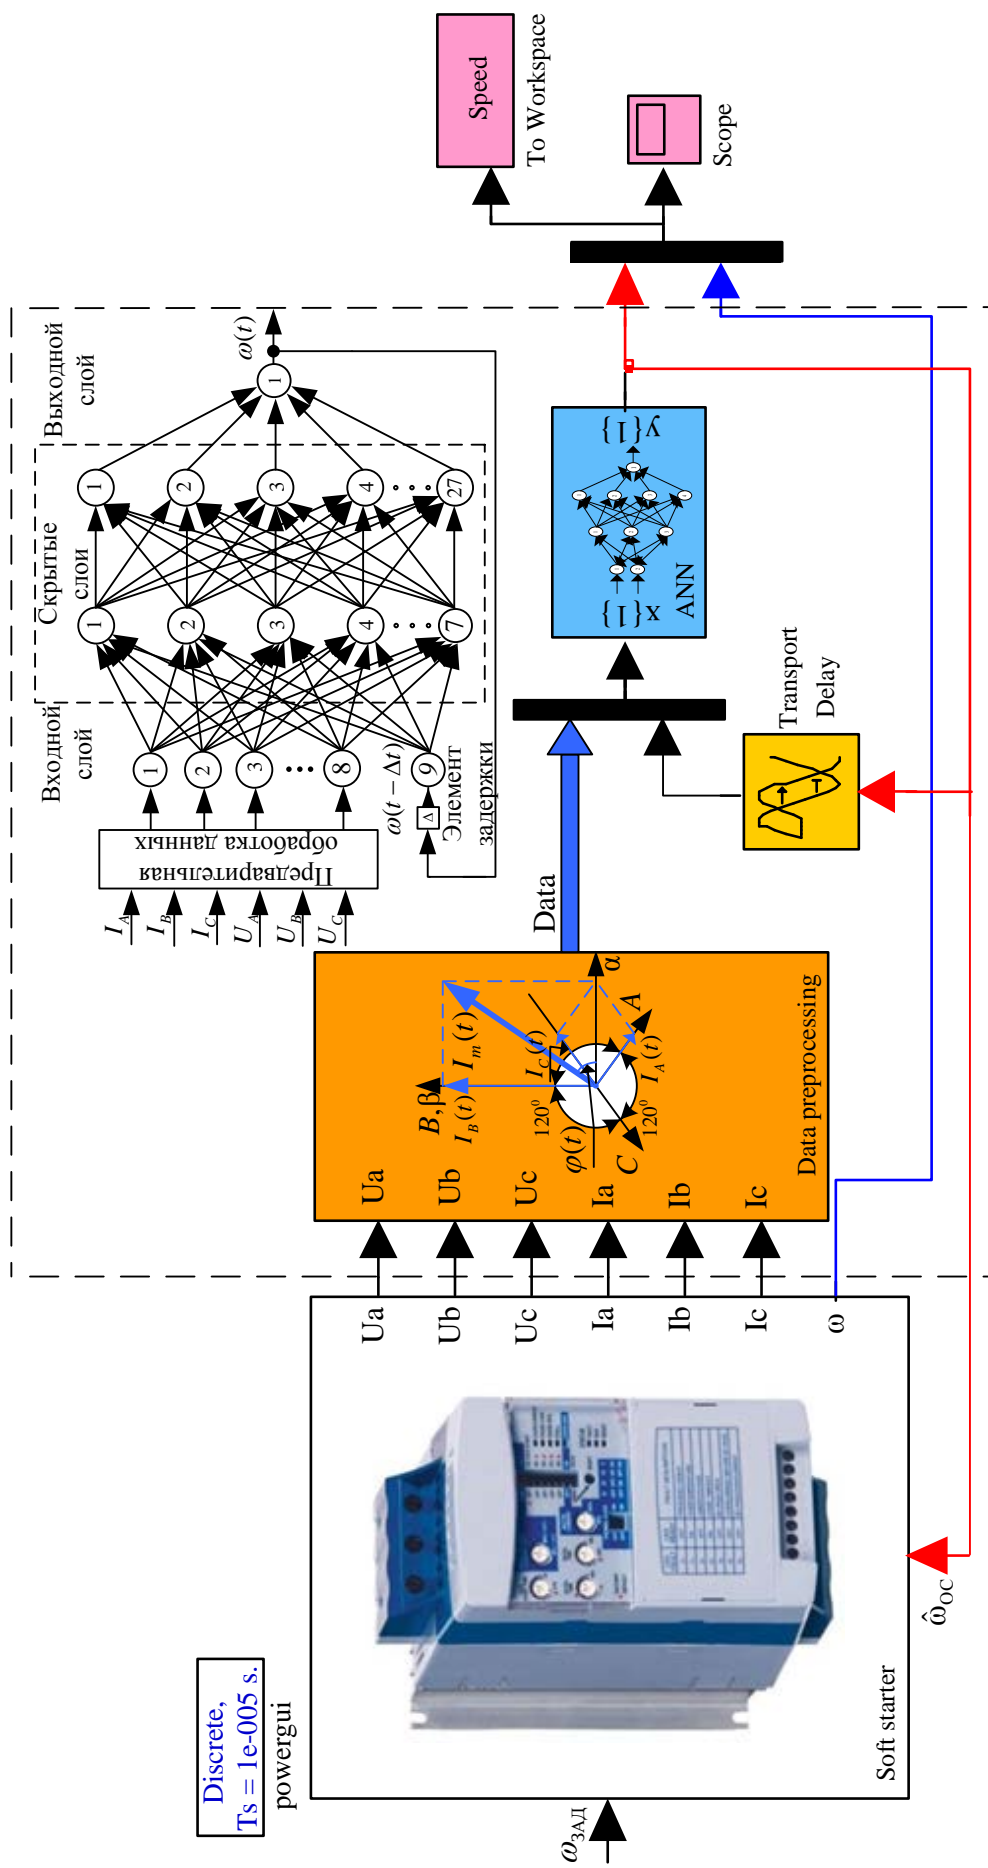 Discrete,
Ts = 1e-005 s.
powergui
ω_ЗАД
Soft starter
ω̂_ОС
Ua
Ub
Uc
Ia
Ib
Ic
ω
Ua
Ub
Uc
Ia
Ib
Ic
B,β
I_B(t)
I_m(t)
120⁰
I_C(t)
φ(t)
α
A
C
I_A(t)
120⁰
Data preprocessing
Data
I_A
I_B
I_C
U_A
U_B
U_C
Предварительная
обработка данных
Входной
слой
1
2
3
8
9
ω(t − Δt)
Δ
Элемент
задержки
Скрытые
слои
1
2
3
4
7
1
2
3
4
27
Выходной
слой
1
ω(t)
x{1}
y{1}
ANN
Transport
Delay
Speed
To Workspace
Scope